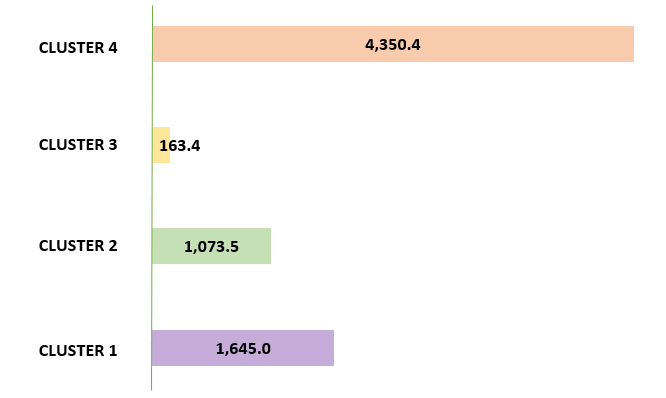 CLUSTER 4 4,350.4
CLUSTER 3 163.4
CLUSTER 2 1,073.5
CLUSTER 1 1,645.0